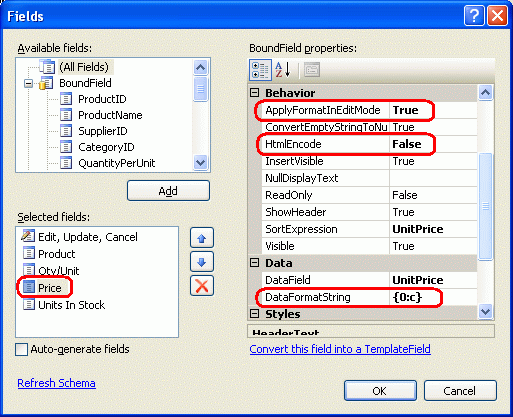 Fields
Available fields:
(All Fields)
BoundField
ProductID
ProductName
SupplierID
CategoryID
QuantityPerUnit
Add
Selected fields:
Edit, Update, Cancel
Product
Qty/Unit
Price
Units In Stock
Auto-generate fields
Refresh Schema
BoundField properties:
Behavior
ApplyFormatInEditMode True
ConvertEmptyStringToNu True
HtmlEncode False
InsertVisible True
NullDisplayText
ReadOnly False
ShowHeader True
SortExpression UnitPrice
Visible True
Data
DataField UnitPrice
DataFormatString {0:c}
Styles
HeaderText
Convert this field into a TemplateField
OK Cancel